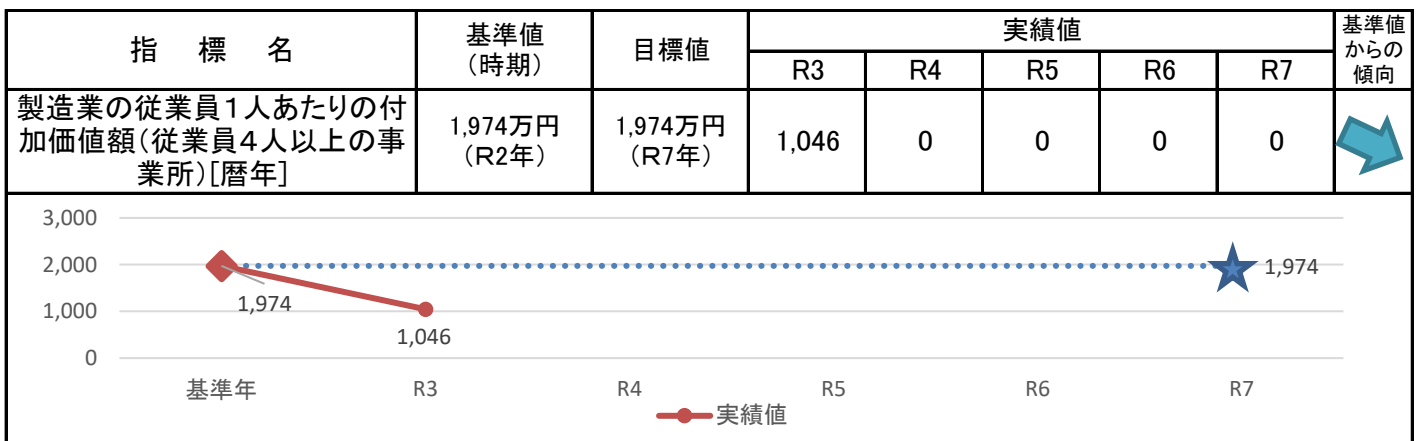 指 標 名
基準値
（時期）
目標値
実績値
基準値
からの
傾向
R3
R4
R5
R6
R7
製造業の従業員１人あたりの付
加価値額（従業員４人以上の事
業所）[暦年]
1,974万円
（Ｒ2年）
1,974万円
（Ｒ7年）
1,046
0
0
0
0
3,000
2,000
1,000
0
1,974
1,046
1,974
基準年
R3
R4
R5
R6
R7
実績値